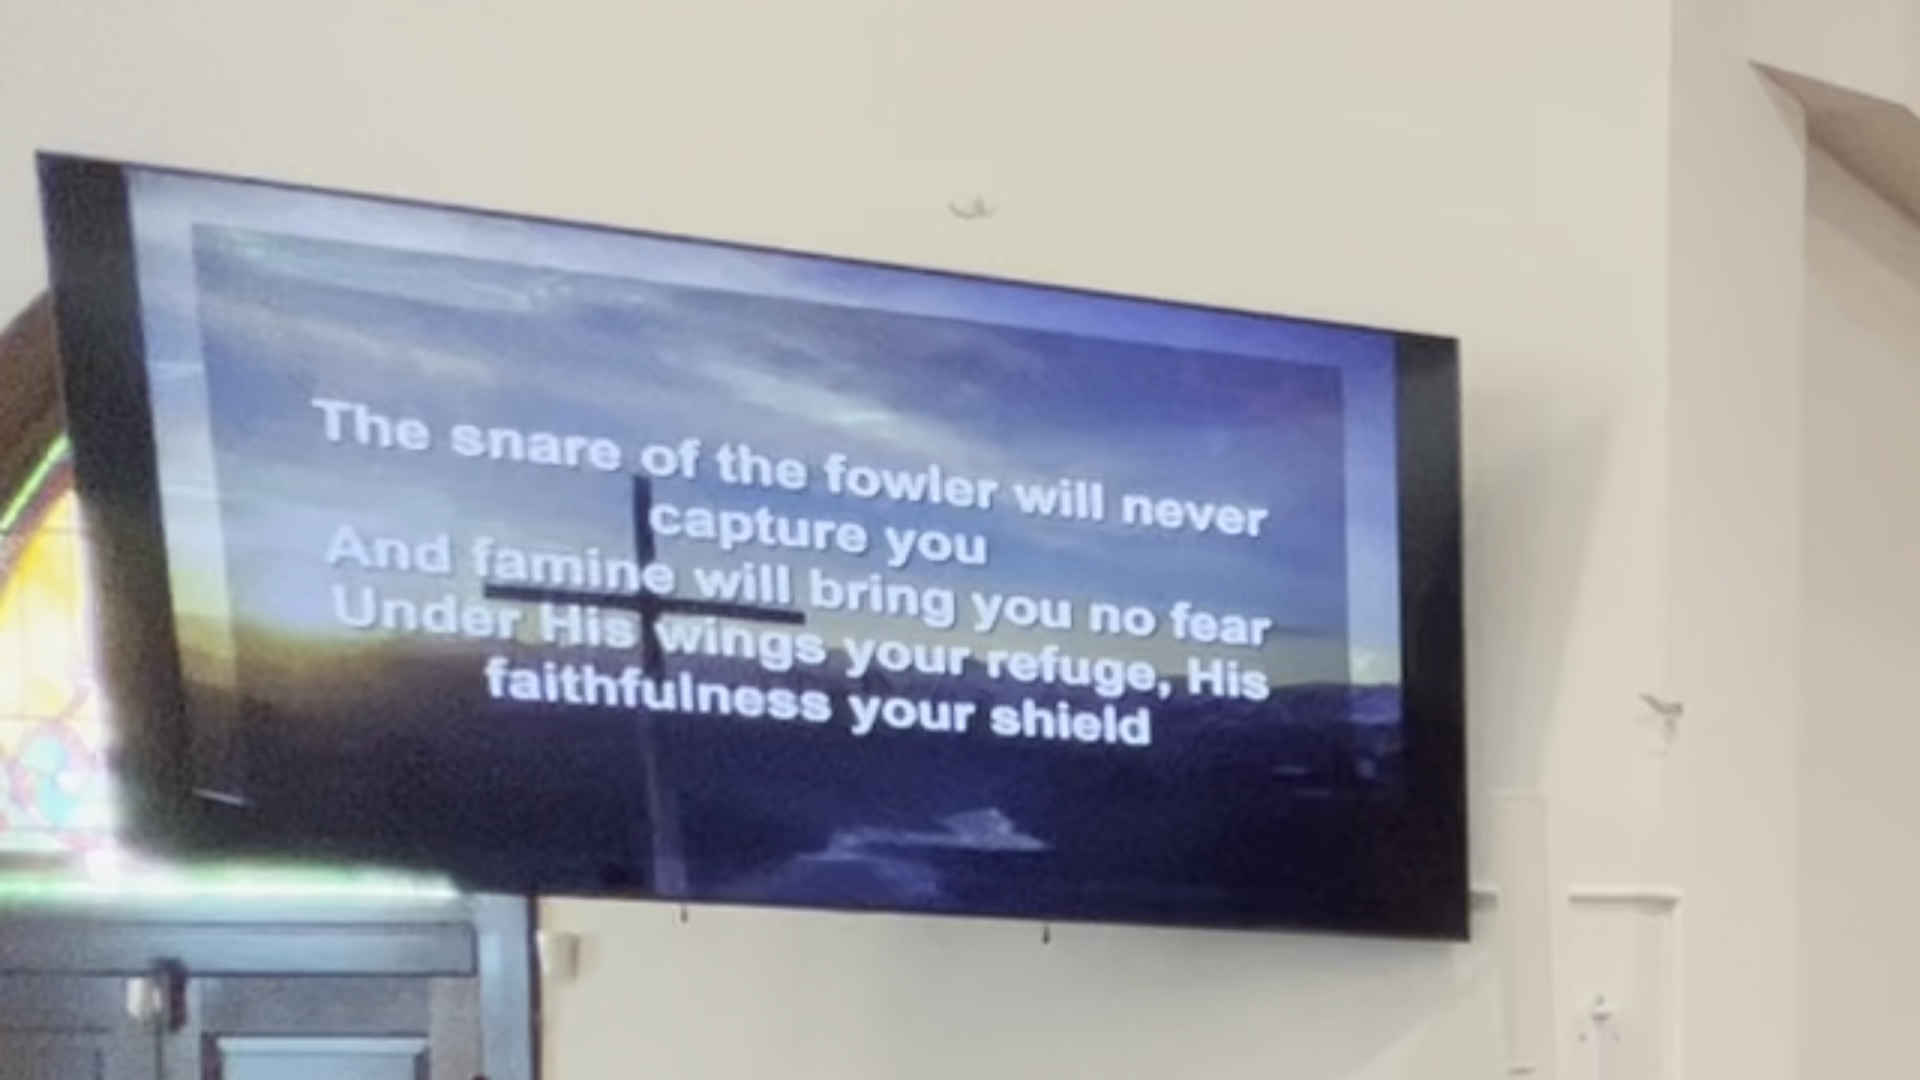 The snare of the fowler will never
capture you
And famine will bring you no fear
Under His wings your refuge, His
faithfulness your shield